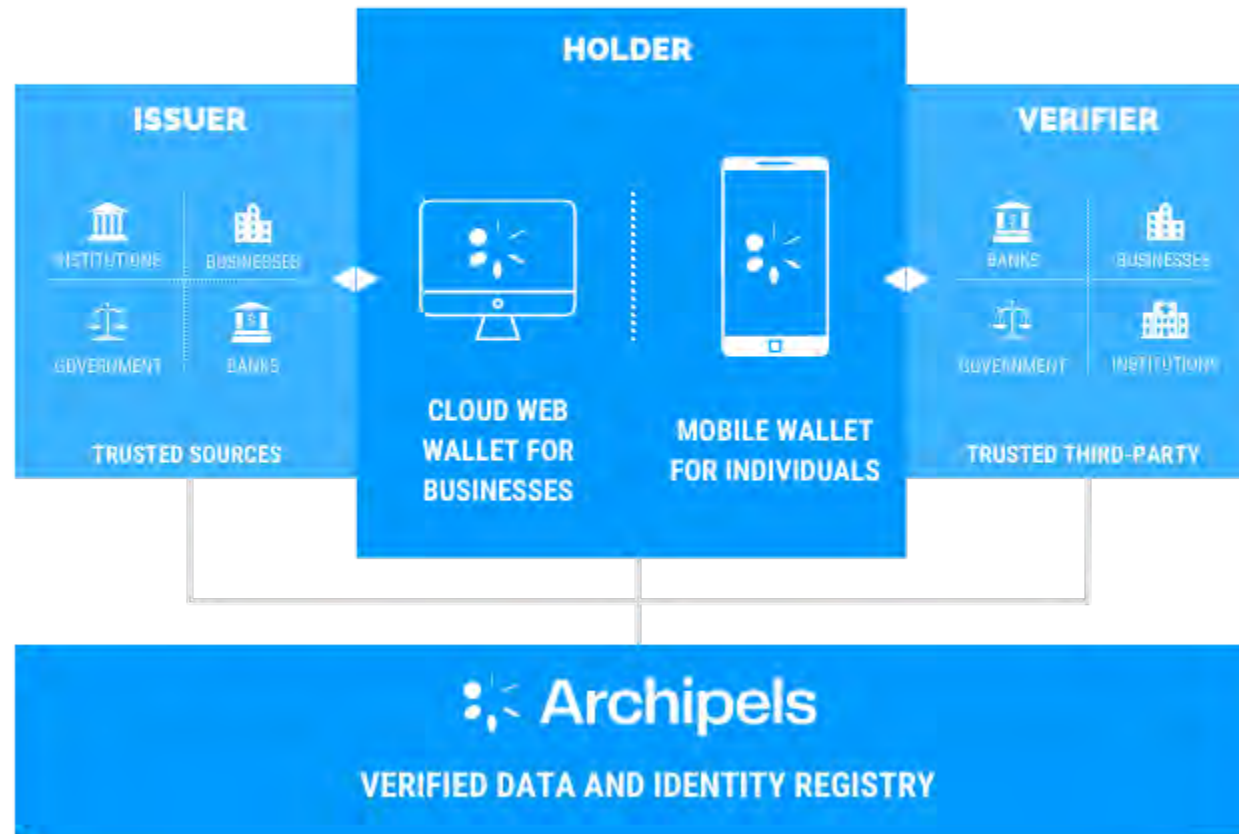 HOLDER
ISSUER
INSTITUTIONS
BUSINESSES
GOVERNMENT
BANKS
TRUSTED SOURCES
CLOUD WEB
WALLET FOR
BUSINESSES
MOBILE WALLET
FOR INDIVIDUALS
VERIFIER
BANKS
BUSINESSES
GOVERNMENT
INSTITUTIONS
TRUSTED THIRD-PARTY
Archipels
VERIFIED DATA AND IDENTITY REGISTRY